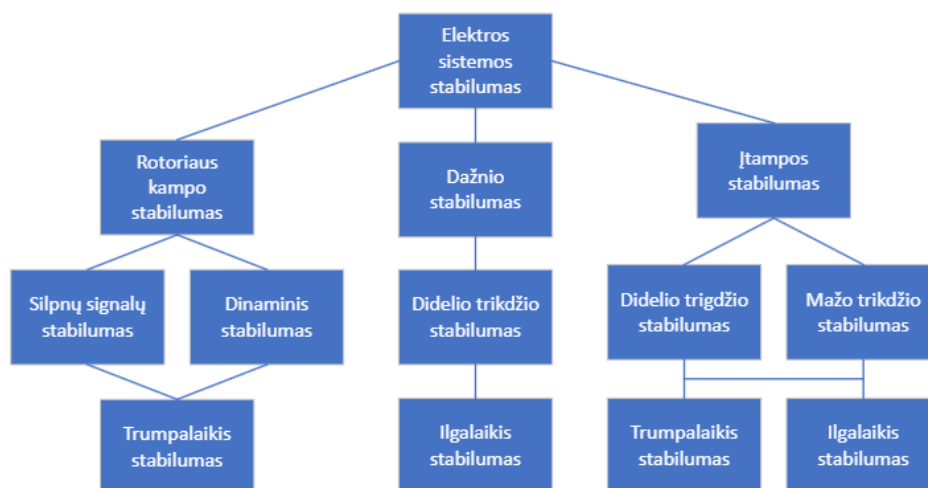 Elektros
sistemos
stabilumas
Rotoriaus
kampo
stabilumas
Dažnio
stabilumas
Įtampos
stabilumas
Silpnų signalų
stabilumas
Dinaminis
stabilumas
Didelio trikdžio
stabilumas
Didelio trigdžio
stabilumas
Mažo trikdžio
stabilumas
Trumpalaikis
stabilumas
Ilgalaikis
stabilumas
Trumpalaikis
stabilumas
Ilgalaikis
stabilumas